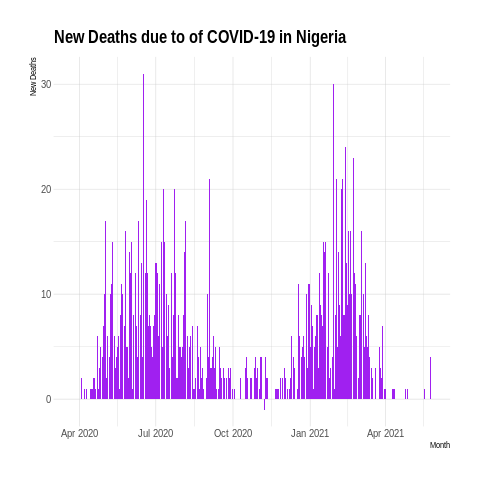 New Deaths due to of COVID-19 in Nigeria
New Deaths
30
20
10
0
Apr 2020 Jul 2020 Oct 2020 Jan 2021 Apr 2021
Month